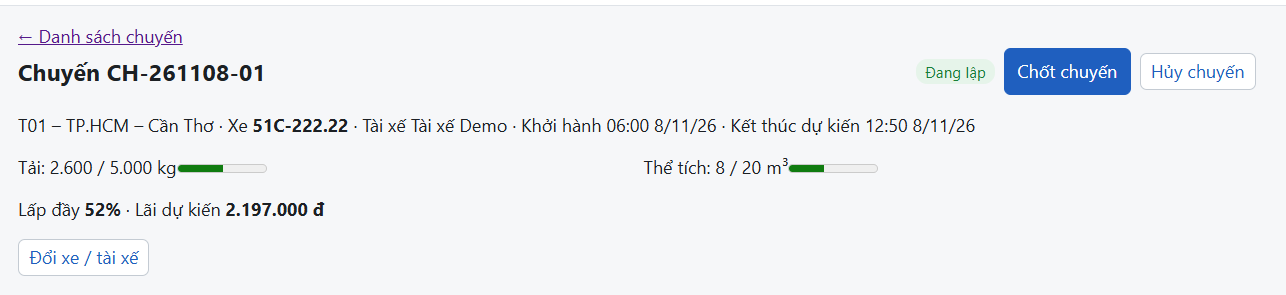 ← Danh sách chuyến
Chuyến CH-261108-01
Đang lập
Chốt chuyến
Hủy chuyến
T01 – TP.HCM – Cần Thơ · Xe 51C-222.22 · Tài xế Tài xế Demo · Khởi hành 06:00 8/11/26 · Kết thúc dự kiến 12:50 8/11/26
Tải: 2.600 / 5.000 kg
Thể tích: 8 / 20 m³
Lấp đầy 52% · Lãi dự kiến 2.197.000 đ
Đổi xe / tài xế